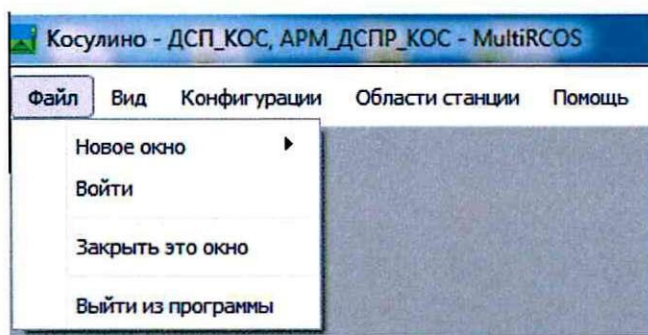 Косулино - ДСП_КОС, АРМ_ДСПР_КОС - MultiRCOS
Файл Вид Конфигурации Области станции Помощь
Новое окно
Войти
Закрыть это окно
Выйти из программы